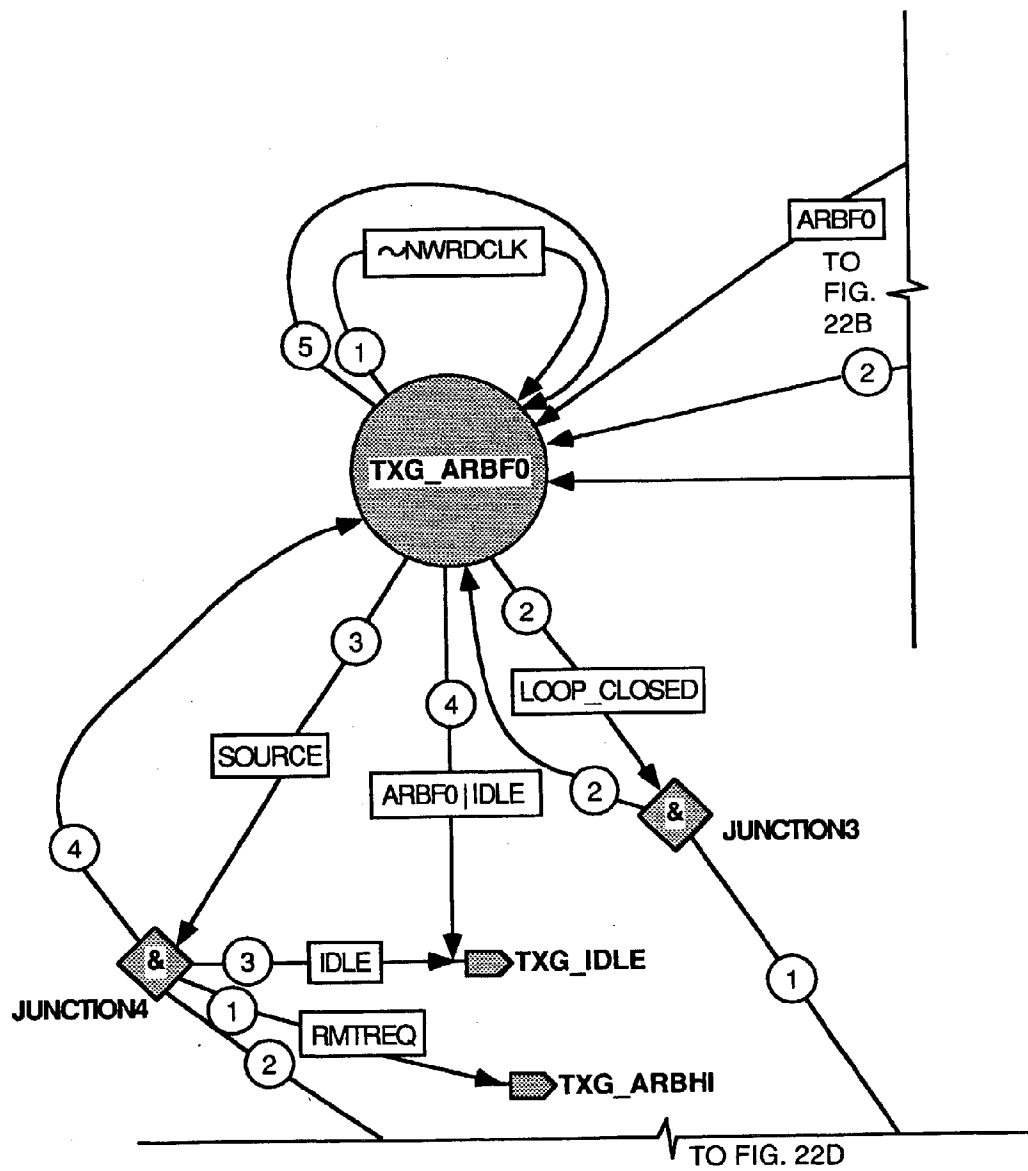 ARBF0
TO
FIG.
22B
~NWRDCLK
5
1
2
TXG_ARBF0
2
3
LOOP_CLOSED
4
SOURCE
ARBF0|IDLE
2
&
JUNCTION3
4
&
3
IDLE
TXG_IDLE
1
JUNCTION4
1
RMTREQ
2
TXG_ARBHI
TO FIG. 22D